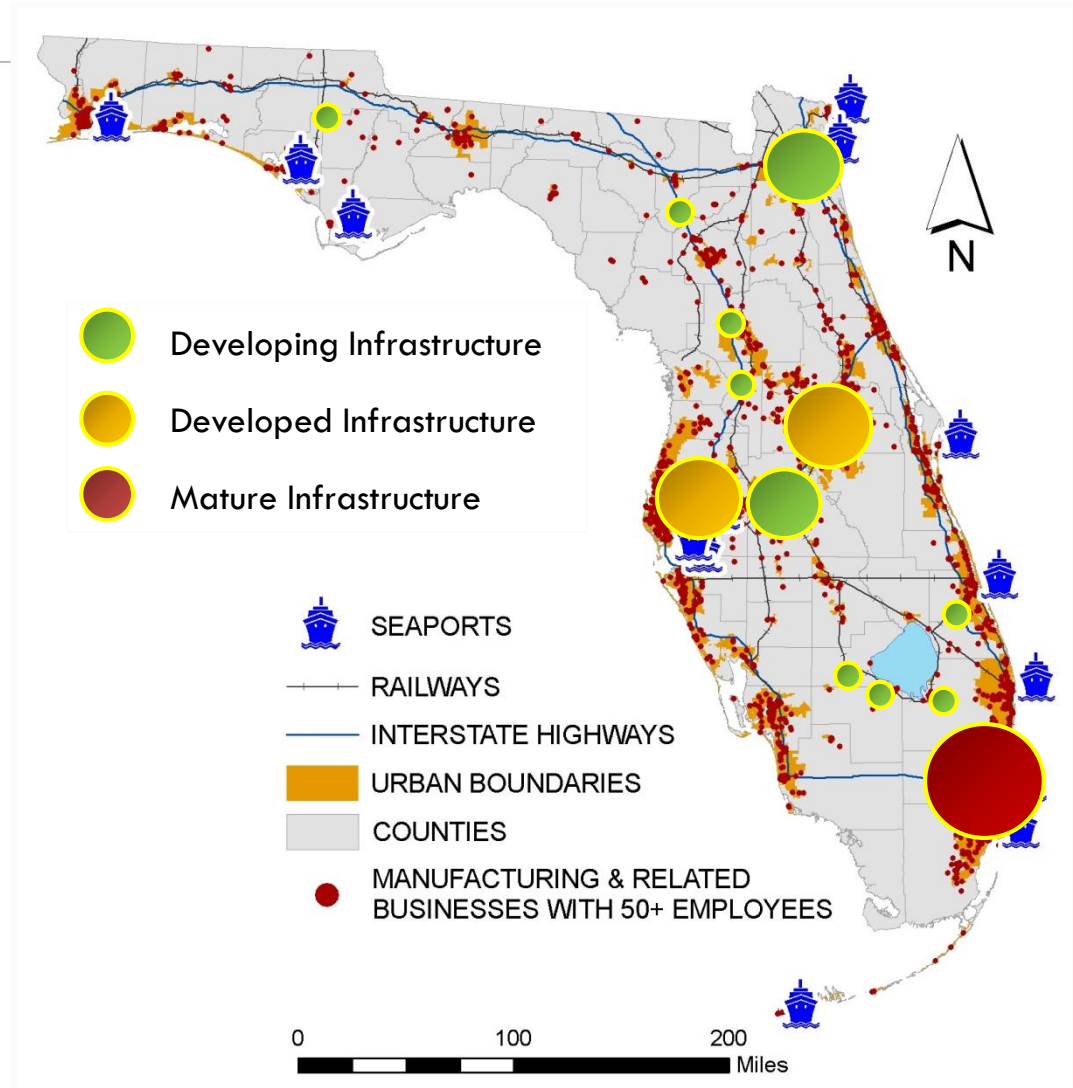 N
Developing Infrastructure
Developed Infrastructure
Mature Infrastructure
SEAPORTS
RAILWAYS
INTERSTATE HIGHWAYS
URBAN BOUNDARIES
COUNTIES
MANUFACTURING & RELATED
BUSINESSES WITH 50+ EMPLOYEES
0 100 200
Miles